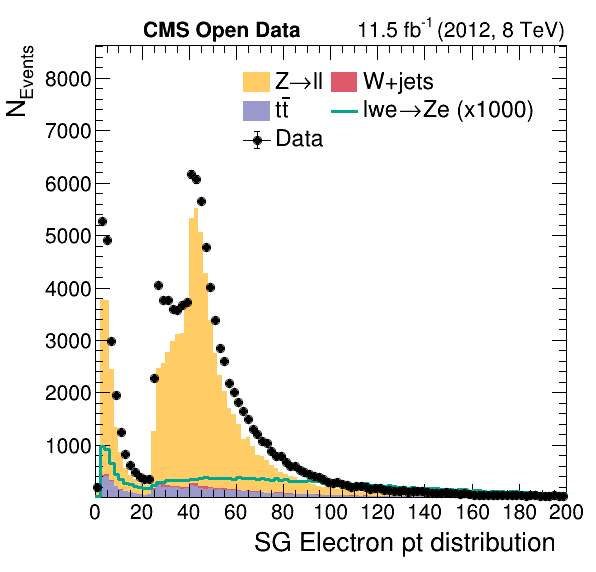 CMS Open Data 11.5 fb⁻¹ (2012, 8 TeV)
N_Events
Z→ll W+jets
tt̄ lwe→Ze (x1000)
Data
8000
7000
6000
5000
4000
3000
2000
1000
0 20 40 60 80 100 120 140 160 180 200
SG Electron pt distribution